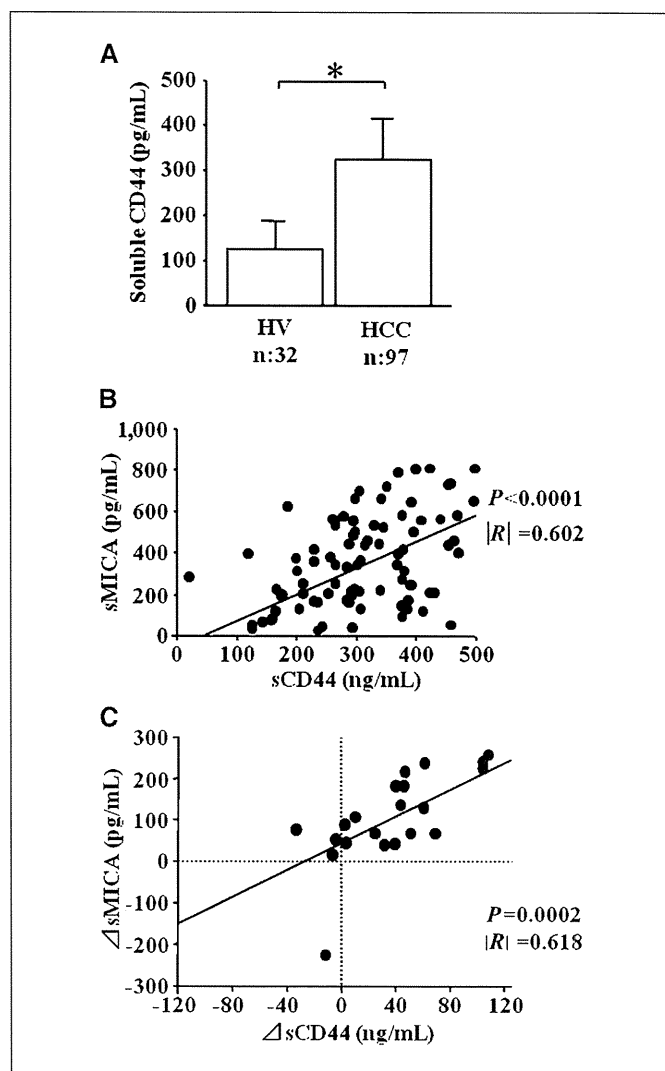 A
*
Soluble CD44 (pg/mL)
500
400
300
200
100
0
HV HCC
n:32 n:97
B
sMICA (pg/mL)
1,000
800
600
400
200
0
P<0.0001
|R| =0.602
0 100 200 300 400 500
sCD44 (ng/mL)
C
⊿sMICA (pg/mL)
300
200
100
0
-100
-200
-300
P=0.0002
|R| =0.618
-120 -80 -40 0 40 80 120
⊿sCD44 (ng/mL)